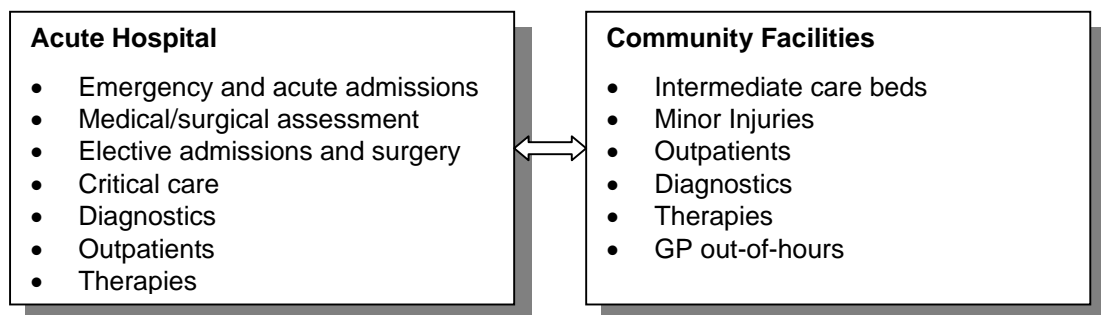 Acute Hospital
• Emergency and acute admissions
• Medical/surgical assessment
• Elective admissions and surgery
• Critical care
• Diagnostics
• Outpatients
• Therapies
Community Facilities
• Intermediate care beds
• Minor Injuries
• Outpatients
• Diagnostics
• Therapies
• GP out-of-hours